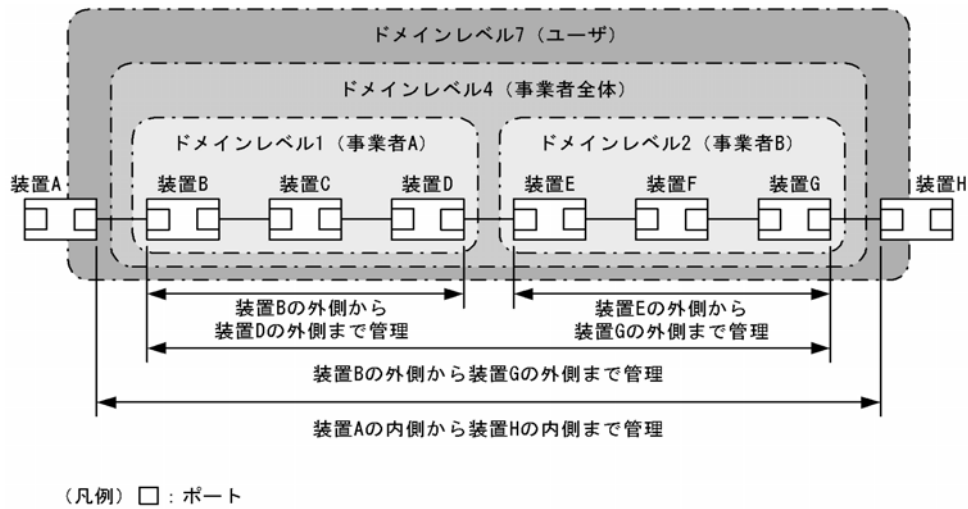 ドメインレベル7（ユーザ）
ドメインレベル4（事業者全体）
ドメインレベル1（事業者A）
ドメインレベル2（事業者B）
装置A
装置B
装置C
装置D
装置E
装置F
装置G
装置H
装置Bの外側から
装置Dの外側まで管理
装置Eの外側から
装置Gの外側まで管理
装置Bの外側から装置Gの外側まで管理
装置Aの内側から装置Hの内側まで管理
（凡例）□：ポート